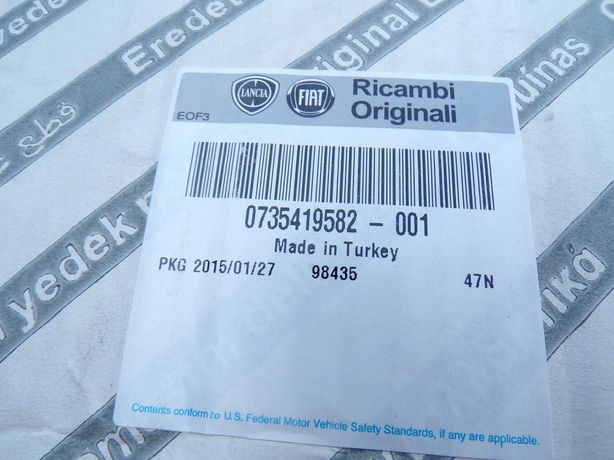 LANCIA
FIAT
Ricambi
Originali
EOF3
0735419582 - 001
Made in Turkey
PKG 2015/01/27 98435 47N
Contents conform to U.S. Federal Motor Vehicle Safety Standards, if any are applicable.
yedek
Eredet
قطع